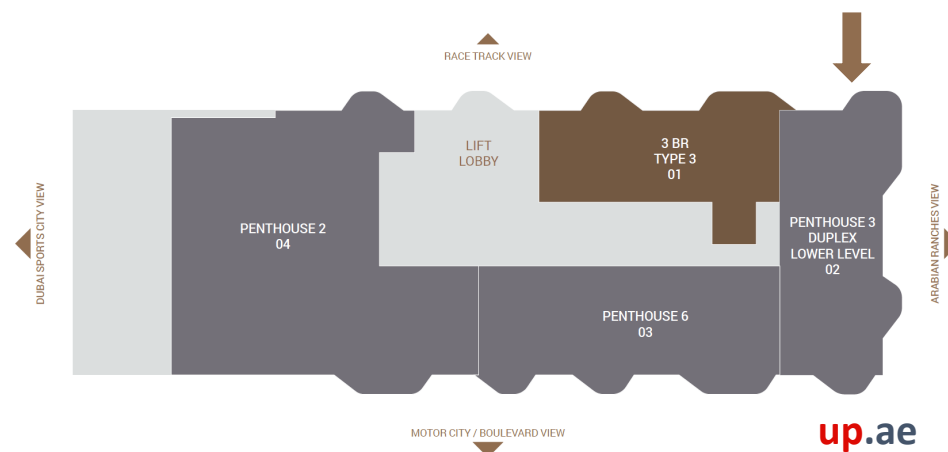 RACE TRACK VIEW
LIFT
LOBBY
3 BR
TYPE 3
01
DUBAI SPORTS CITY VIEW
PENTHOUSE 2
04
PENTHOUSE 3
DUPLEX
LOWER LEVEL
02
ARABIAN RANCHES VIEW
PENTHOUSE 6
03
MOTOR CITY / BOULEVARD VIEW
up.ae